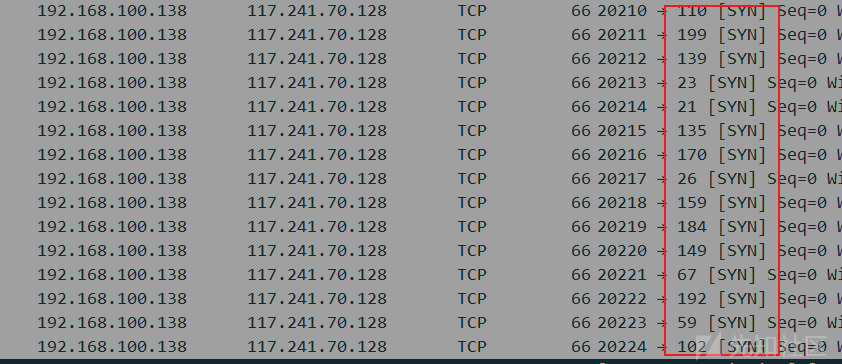 192.168.100.138 117.241.70.128 TCP 66 20210 → 110 [SYN] Seq=0 W
192.168.100.138 117.241.70.128 TCP 66 20211 → 199 [SYN] Seq=0 W
192.168.100.138 117.241.70.128 TCP 66 20212 → 139 [SYN] Seq=0 W
192.168.100.138 117.241.70.128 TCP 66 20213 → 23 [SYN] Seq=0 Wi
192.168.100.138 117.241.70.128 TCP 66 20214 → 21 [SYN] Seq=0 Wi
192.168.100.138 117.241.70.128 TCP 66 20215 → 135 [SYN] Seq=0 W
192.168.100.138 117.241.70.128 TCP 66 20216 → 170 [SYN] Seq=0 W
192.168.100.138 117.241.70.128 TCP 66 20217 → 26 [SYN] Seq=0 Wi
192.168.100.138 117.241.70.128 TCP 66 20218 → 159 [SYN] Seq=0 W
192.168.100.138 117.241.70.128 TCP 66 20219 → 184 [SYN] Seq=0 W
192.168.100.138 117.241.70.128 TCP 66 20220 → 149 [SYN] Seq=0 W
192.168.100.138 117.241.70.128 TCP 66 20221 → 67 [SYN] Seq=0 Wi
192.168.100.138 117.241.70.128 TCP 66 20222 → 192 [SYN] Seq=0 W
192.168.100.138 117.241.70.128 TCP 66 20223 → 59 [SYN] Seq=0 Wi
192.168.100.138 117.241.70.128 TCP 66 20224 → 102 [SYN] Seq=0 W
先知社区